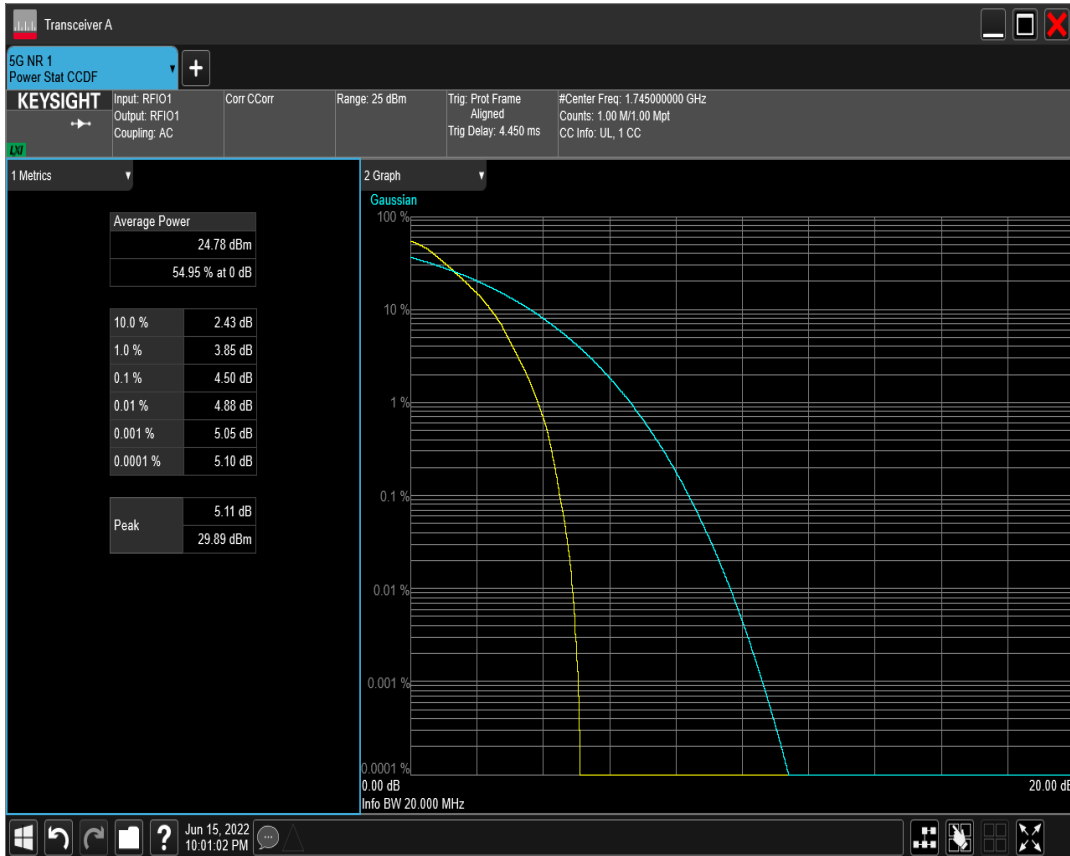 Transceiver A
5G NR 1
Power Stat CCDF
KEYSIGHT
LXI
Input: RFIO1
Output: RFIO1
Coupling: AC
Corr CCorr
Range: 25 dBm
Trig: Prot Frame
Aligned
Trig Delay: 4.450 ms
#Center Freq: 1.745000000 GHz
Counts: 1.00 M/1.00 Mpt
CC Info: UL, 1 CC
1 Metrics
Average Power
24.78 dBm
54.95 % at 0 dB
10.0 % 2.43 dB
1.0 % 3.85 dB
0.1 % 4.50 dB
0.01 % 4.88 dB
0.001 % 5.05 dB
0.0001 % 5.10 dB
Peak
5.11 dB
29.89 dBm
2 Graph
Gaussian
100 %
10 %
1 %
0.1 %
0.01 %
0.001 %
0.0001 %
0.00 dB 20.00 dB
Info BW 20.000 MHz
?
Jun 15, 2022
10:01:02 PM